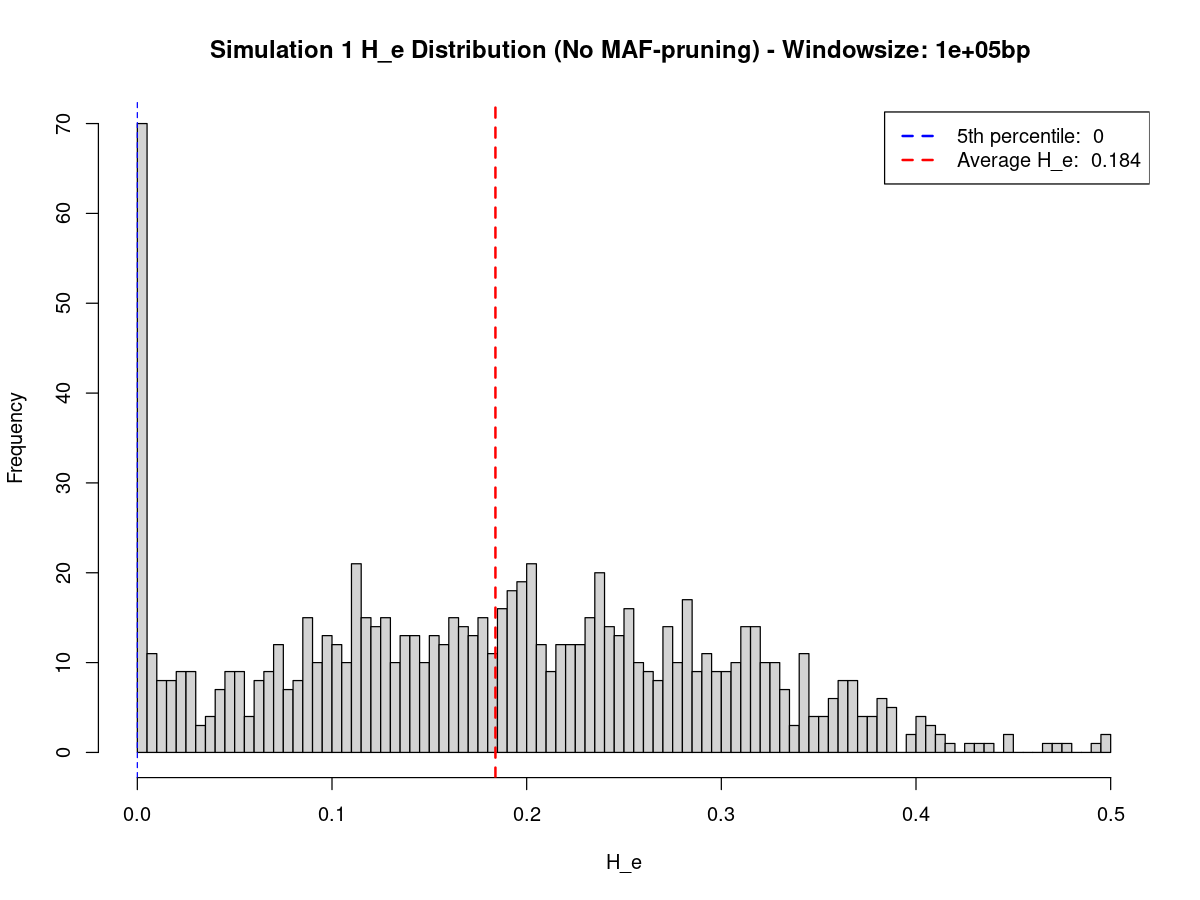 Simulation 1 H_e Distribution (No MAF-pruning) - Windowsize: 1e+05bp
5th percentile:  0
Average H_e:  0.184
Frequency
70
60
50
40
30
20
10
0
0.0 0.1 0.2 0.3 0.4 0.5
H_e